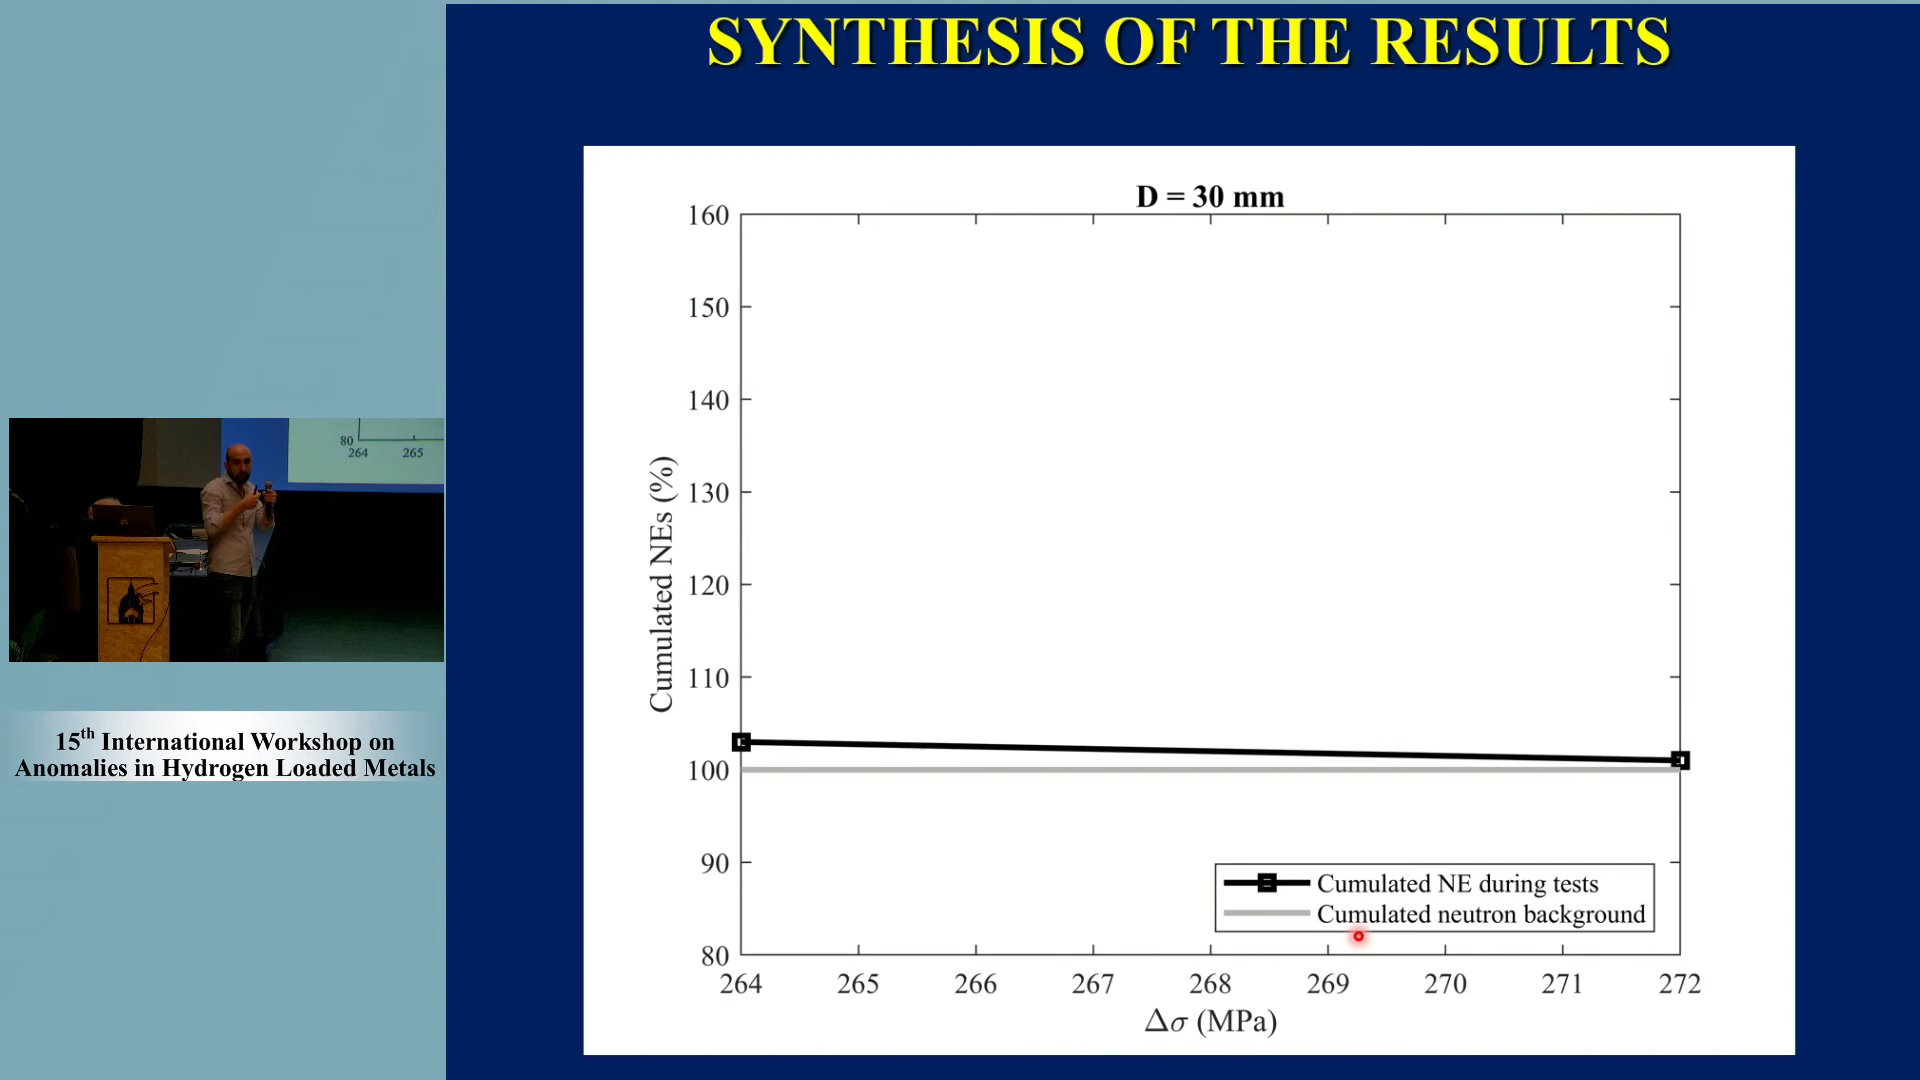 SYNTHESIS OF THE RESULTS
D = 30 mm
160
150
140
130
120
110
100
90
80
Cumulated NEs (%)
264 265 266 267 268 269 270 271 272
Δσ (MPa)
Cumulated NE during tests
Cumulated neutron background
80
264 265
15th International Workshop on
Anomalies in Hydrogen Loaded Metals